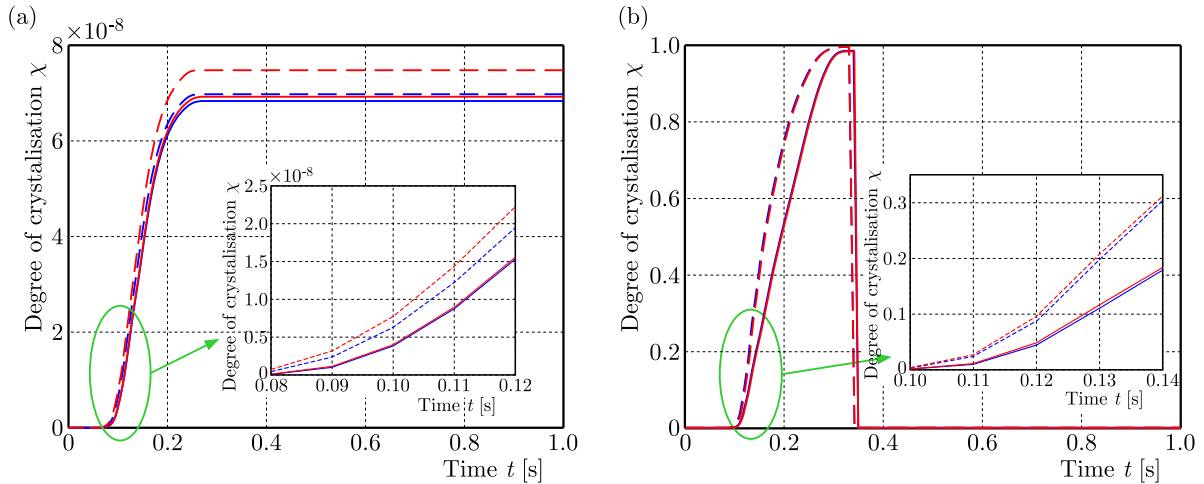 (a)
8 ×10-8
6
4
2
0
0 0.2 0.4 0.6 0.8 1.0
Degree of crystalisation χ
Time t [s]
×10-8
2.5
2.0
1.5
1.0
0.5
0
0.08 0.09 0.10 0.11 0.12
Degree of crystalisation χ
Time t [s]
(b)
1.0
0.8
0.6
0.4
0.2
0
0 0.2 0.4 0.6 0.8 1.0
Degree of crystalisation χ
Time t [s]
0.3
0.2
0.1
0
0.10 0.11 0.12 0.13 0.14
Degree of crystalisation χ
Time t [s]